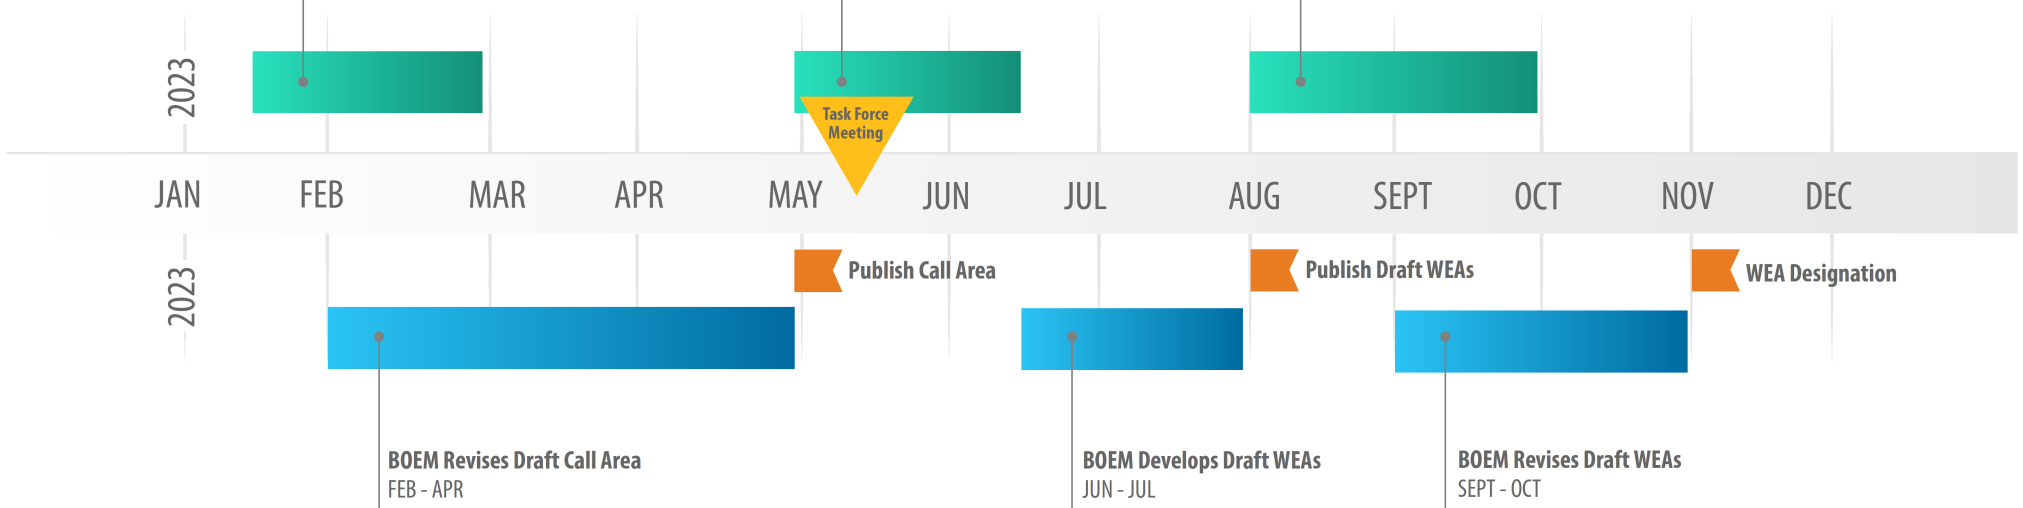 2023
Task Force
Meeting
JAN
FEB
MAR
APR
MAY
JUN
JUL
AUG
SEPT
OCT
NOV
DEC
2023
Publish Call Area
Publish Draft WEAs
WEA Designation
BOEM Revises Draft Call Area
FEB - APR
BOEM Develops Draft WEAs
JUN - JUL
BOEM Revises Draft WEAs
SEPT - OCT